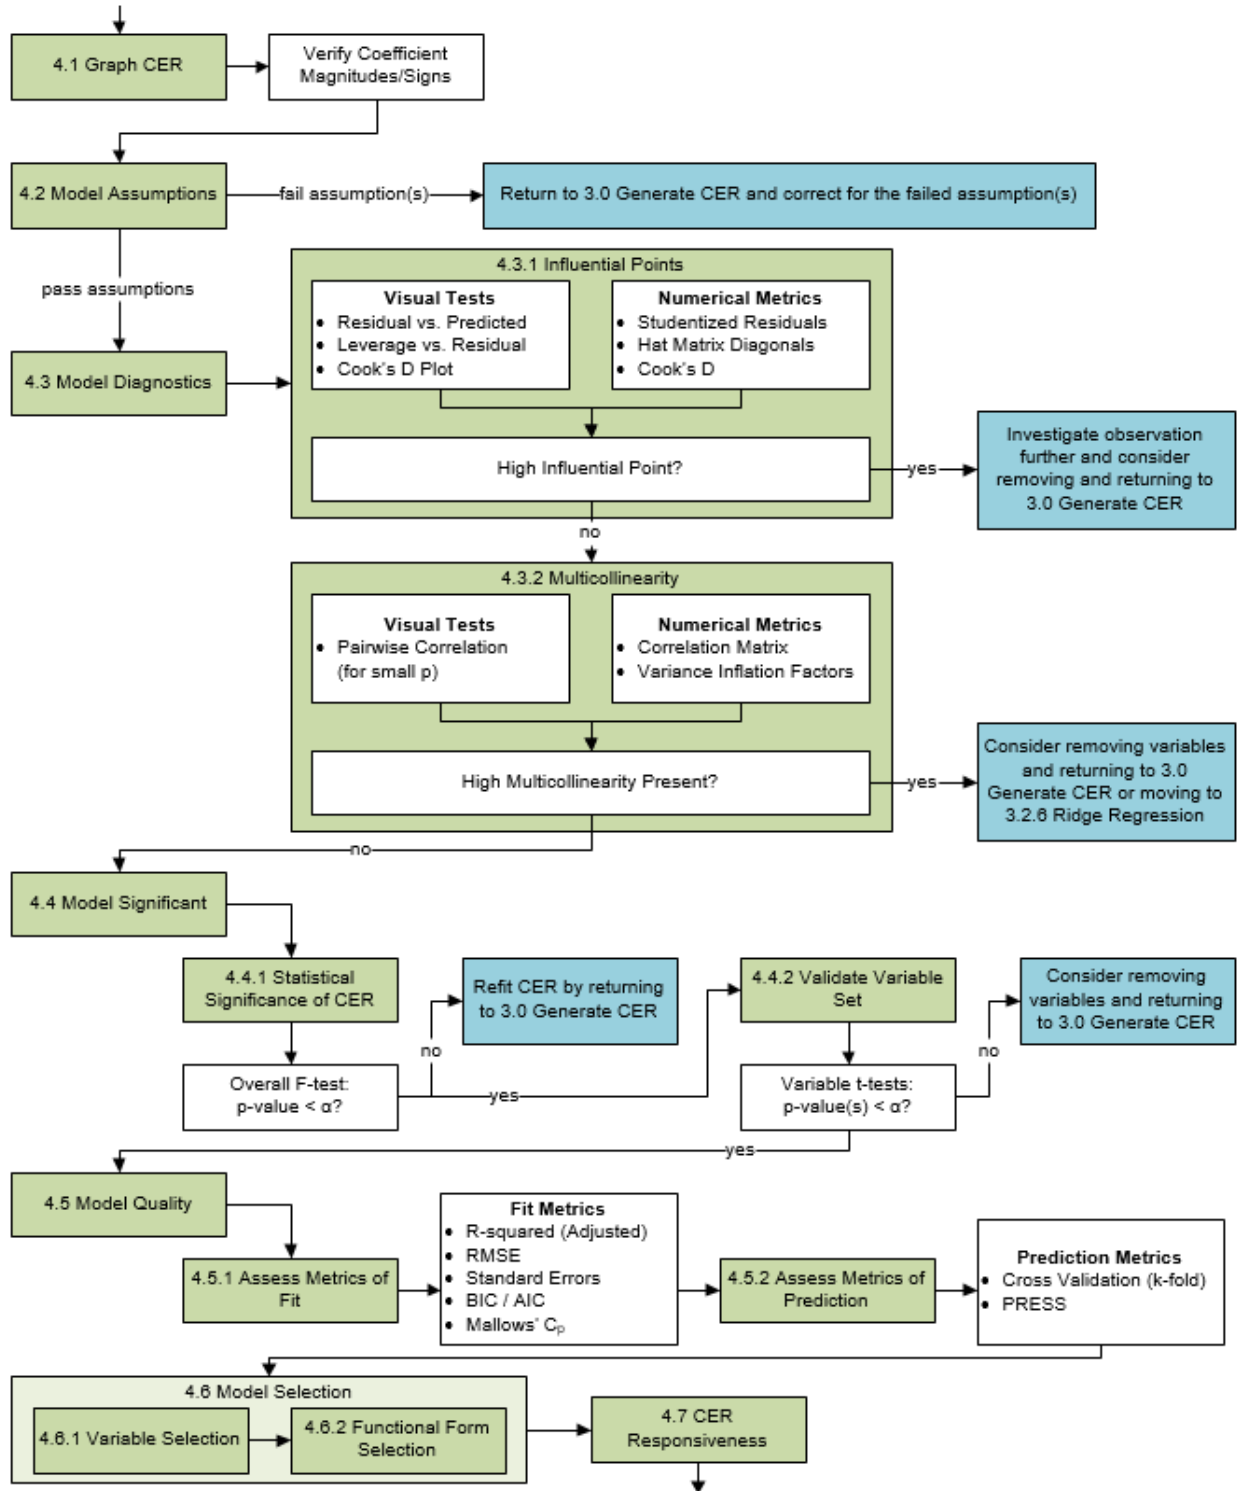 4.1 Graph CER
Verify Coefficient
Magnitudes/Signs
4.2 Model Assumptions
fail assumption(s)
Return to 3.0 Generate CER and correct for the failed assumption(s)
pass assumptions
4.3 Model Diagnostics
4.3.1 Influential Points
Visual Tests
• Residual vs. Predicted
• Leverage vs. Residual
• Cook's D Plot
Numerical Metrics
• Studentized Residuals
• Hat Matrix Diagonals
• Cook's D
High Influential Point?
yes
Investigate observation
further and consider
removing and returning to
3.0 Generate CER
no
4.3.2 Multicollinearity
Visual Tests
• Pairwise Correlation
(for small p)
Numerical Metrics
• Correlation Matrix
• Variance Inflation Factors
High Multicollinearity Present?
yes
Consider removing variables
and returning to 3.0
Generate CER or moving to
3.2.6 Ridge Regression
no
4.4 Model Significant
4.4.1 Statistical
Significance of CER
Refit CER by returning
to 3.0 Generate CER
4.4.2 Validate Variable
Set
Consider removing
variables and returning
to 3.0 Generate CER
no
no
Overall F-test:
p-value < α?
yes
Variable t-tests:
p-value(s) < α?
yes
4.5 Model Quality
4.5.1 Assess Metrics of
Fit
Fit Metrics
• R-squared (Adjusted)
• RMSE
• Standard Errors
• BIC / AIC
• Mallows' Cp
4.5.2 Assess Metrics of
Prediction
Prediction Metrics
• Cross Validation (k-fold)
• PRESS
4.6 Model Selection
4.6.1 Variable Selection
4.6.2 Functional Form
Selection
4.7 CER
Responsiveness